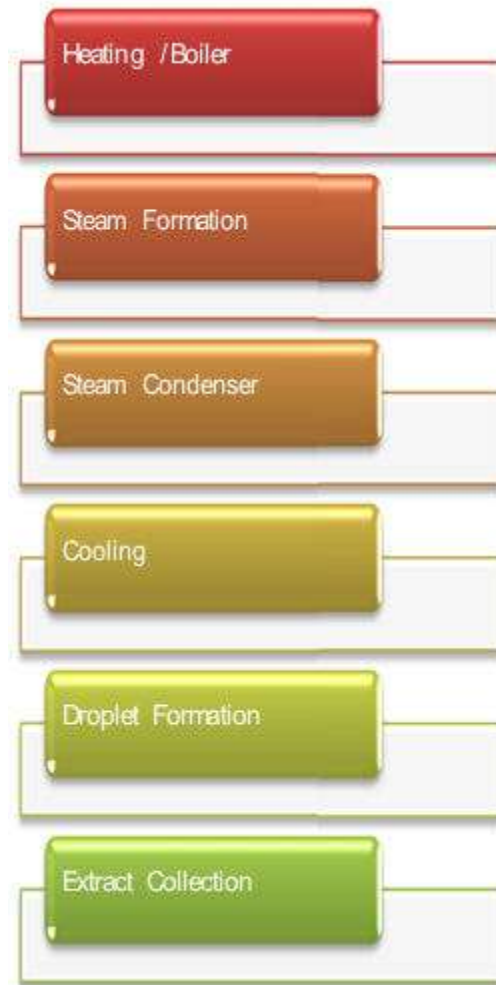 Heating /Boiler
Steam Formation
Steam Condenser
Cooling
Droplet Formation
Extract Collection